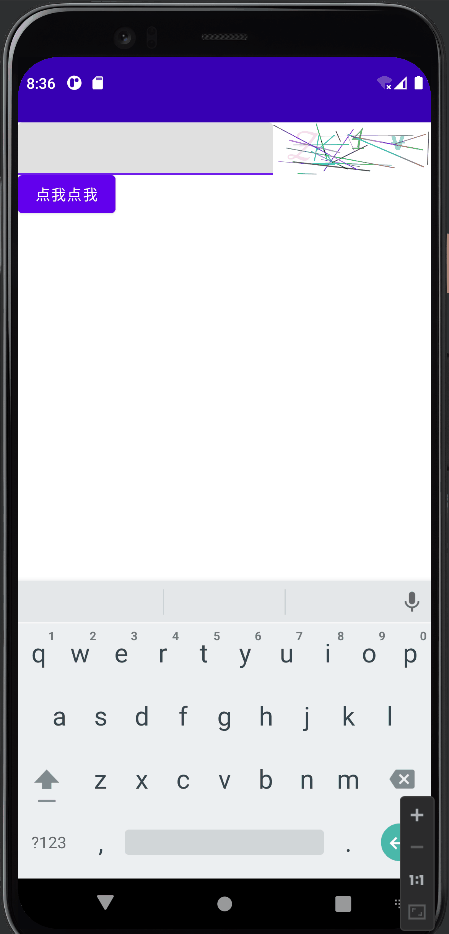 8:36
点我点我
1 2 3 4 5 6 7 8 9 0
q w e r t y u i o p
a s d f g h j k l
z x c v b n m
?123 , .
1:1